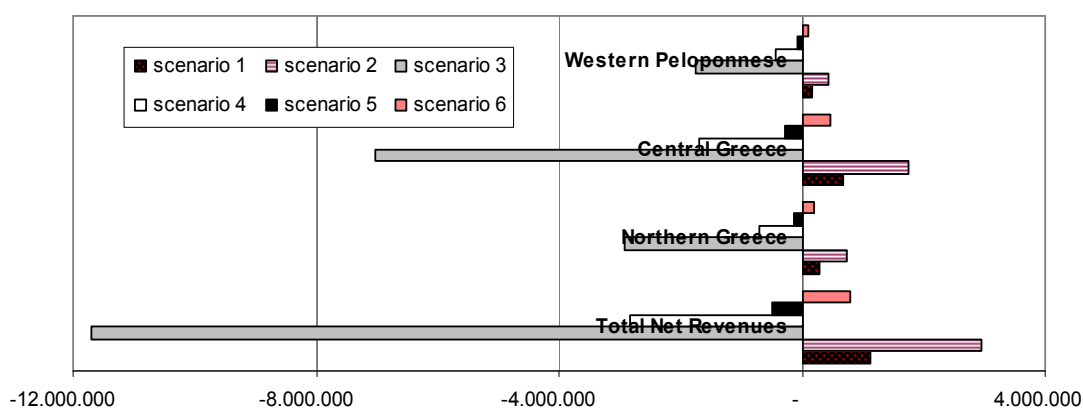 Western Peloponnese
scenario 1 scenario 2 scenario 3
scenario 4 scenario 5 scenario 6
Central Greece
Northern Greece
Total Net Revenues
-12.000.000 -8.000.000 -4.000.000 - 4.000.000